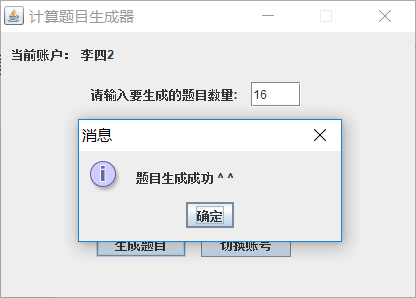 计算题目生成器
当前账户： 李四2
请输入要生成的题目数量: 16
消息
题目生成成功 ^ ^
确定
生成题目 切换账号